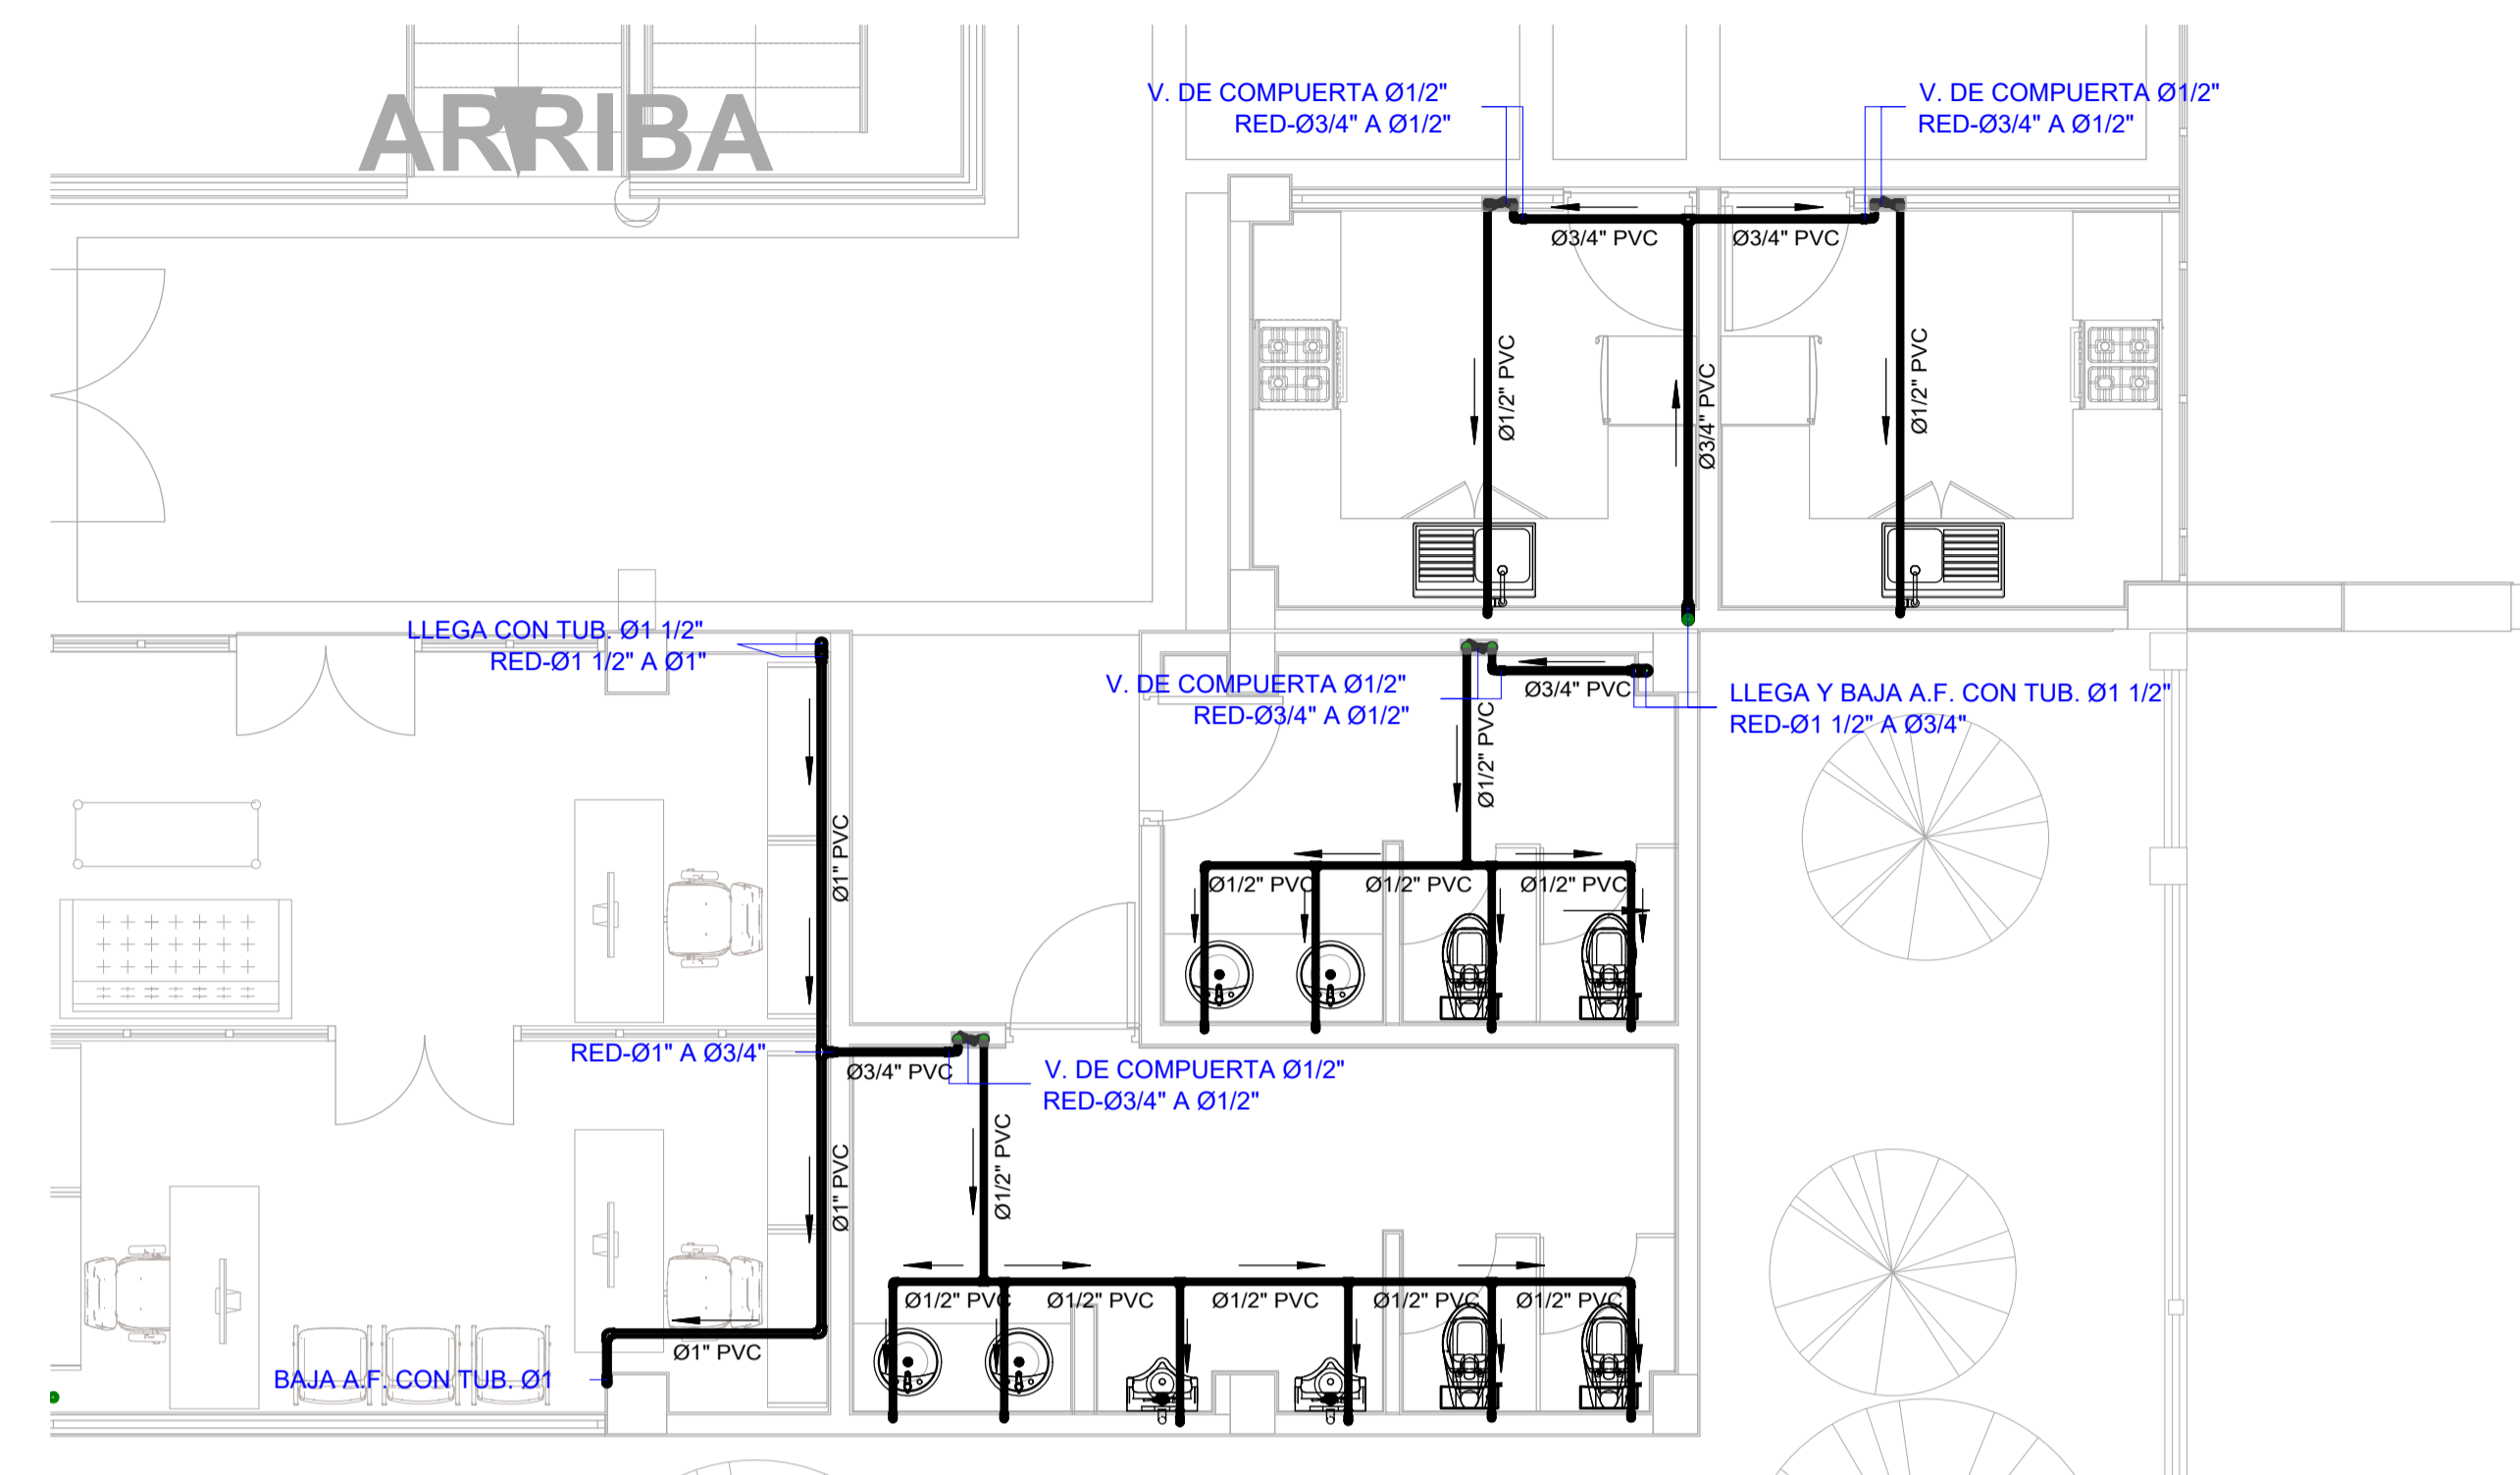 ARRIBA
V. DE COMPUERTA Ø1/2"
RED-Ø3/4" A Ø1/2"
V. DE COMPUERTA Ø1/2"
RED-Ø3/4" A Ø1/2"
Ø3/4" PVC
Ø3/4" PVC
Ø1/2" PVC
Ø3/4" PVC
Ø1/2" PVC
LLEGA CON TUB. Ø1 1/2"
RED-Ø1 1/2" A Ø1"
V. DE COMPUERTA Ø1/2"
RED-Ø3/4" A Ø1/2"
Ø3/4" PVC
LLEGA Y BAJA A.F. CON TUB. Ø1 1/2"
RED-Ø1 1/2" A Ø3/4"
Ø1/2" PVC
Ø1" PVC
Ø1/2" PVC
Ø1/2" PVC
Ø1/2" PVC
RED-Ø1" A Ø3/4"
Ø3/4" PVC
V. DE COMPUERTA Ø1/2"
RED-Ø3/4" A Ø1/2"
Ø1" PVC
Ø1/2" PVC
Ø1/2" PVC
Ø1/2" PVC
Ø1/2" PVC
Ø1/2" PVC
Ø1/2" PVC
Ø1" PVC
BAJA A.F. CON TUB. Ø1